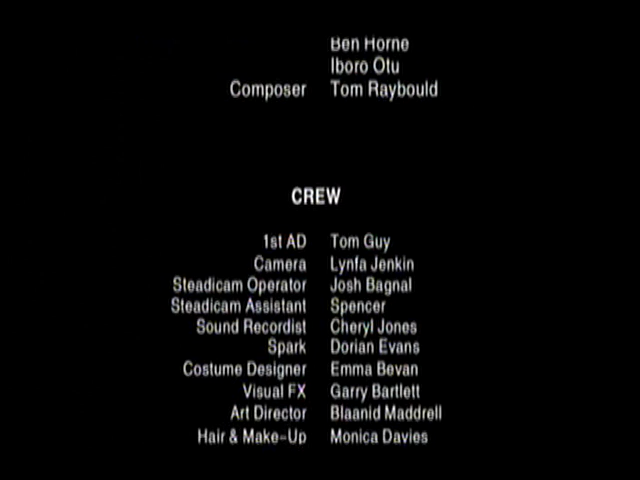 Ben Horne
Iboro Otu
Composer Tom Raybould
CREW
1st AD Tom Guy
Camera Lynfa Jenkin
Steadicam Operator Josh Bagnal
Steadicam Assistant Spencer
Sound Recordist Cheryl Jones
Spark Dorian Evans
Costume Designer Emma Bevan
Visual FX Garry Bartlett
Art Director Blaanid Maddrell
Hair & Make-Up Monica Davies